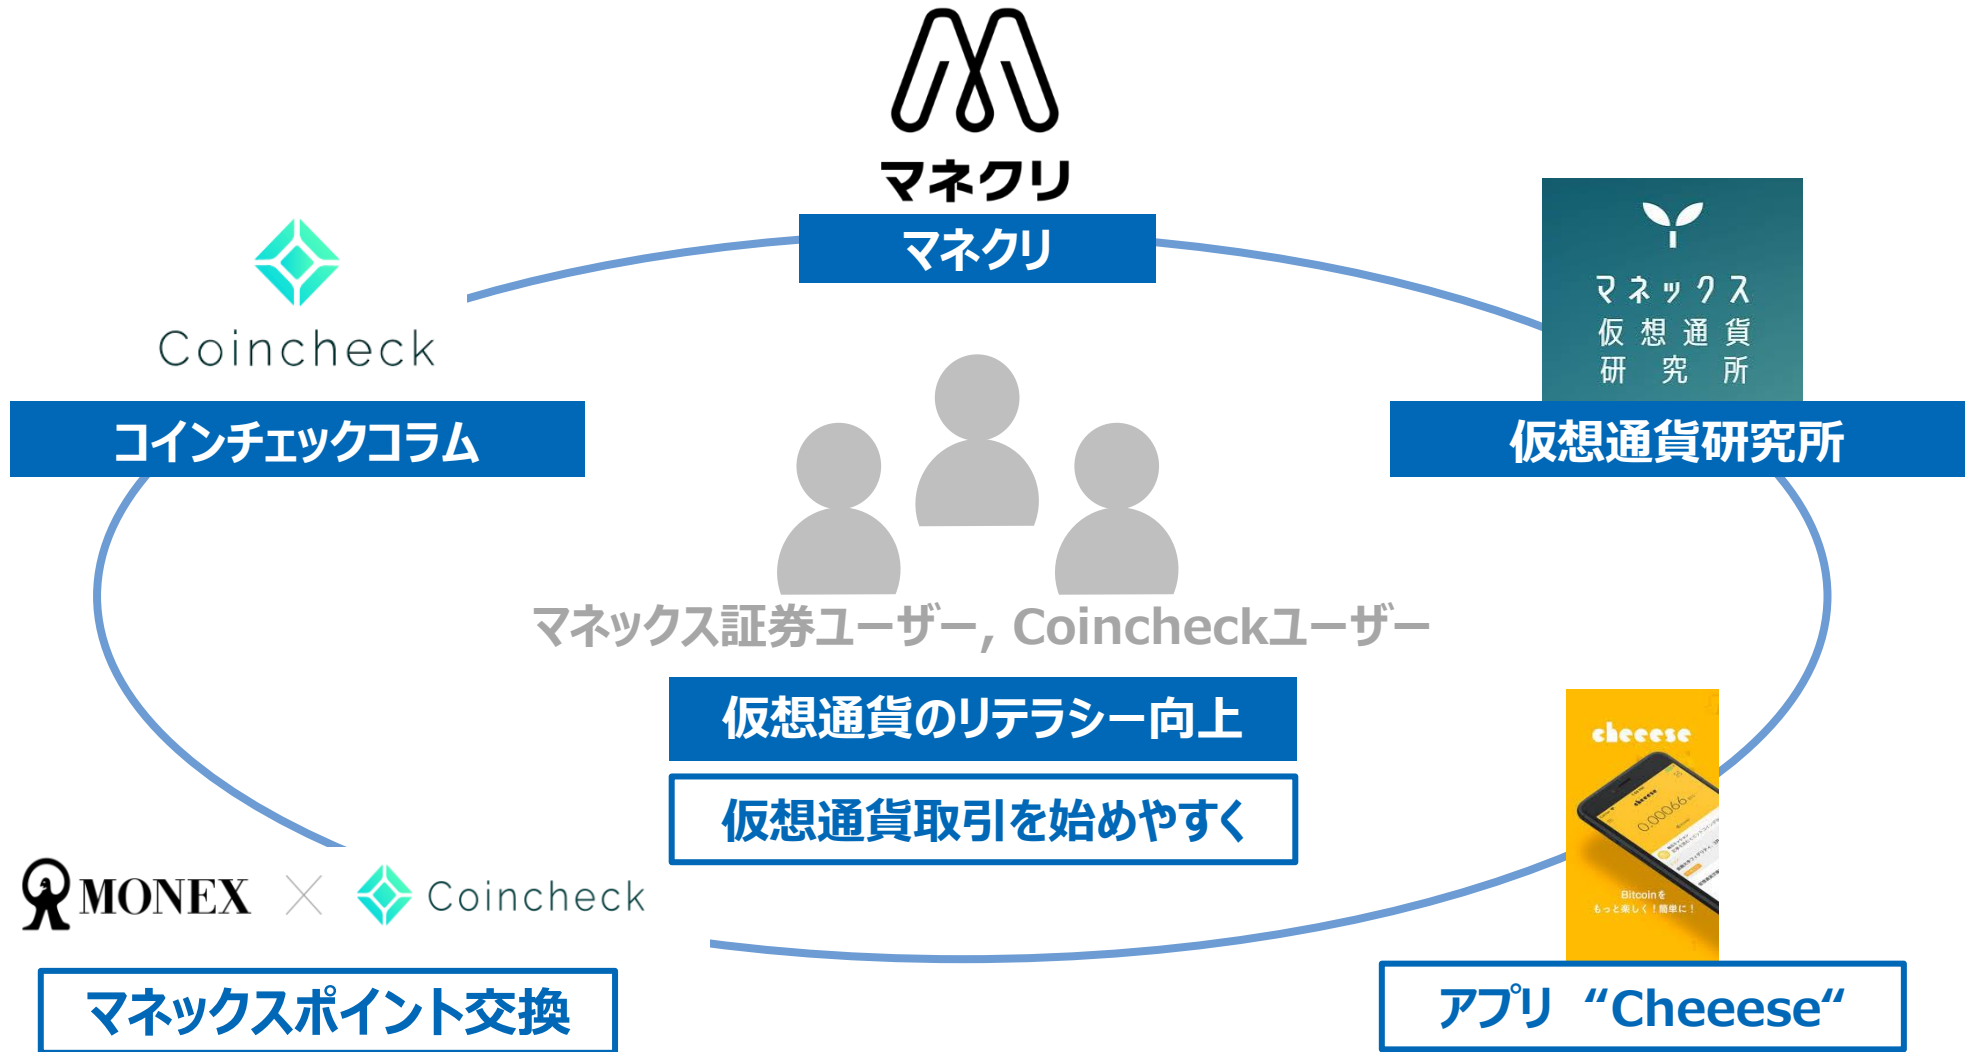 マネクリ
マネクリ
Coincheck
コインチェックコラム
マネックス
仮想通貨
研究所
仮想通貨研究所
マネックス証券ユーザー, Coincheckユーザー
仮想通貨のリテラシー向上
仮想通貨取引を始めやすく
MONEX × Coincheck
マネックスポイント交換
cheeese
cheeese
0.00066
Bitcoinを
もっと楽しく！簡単に！
アプリ “Cheeese“